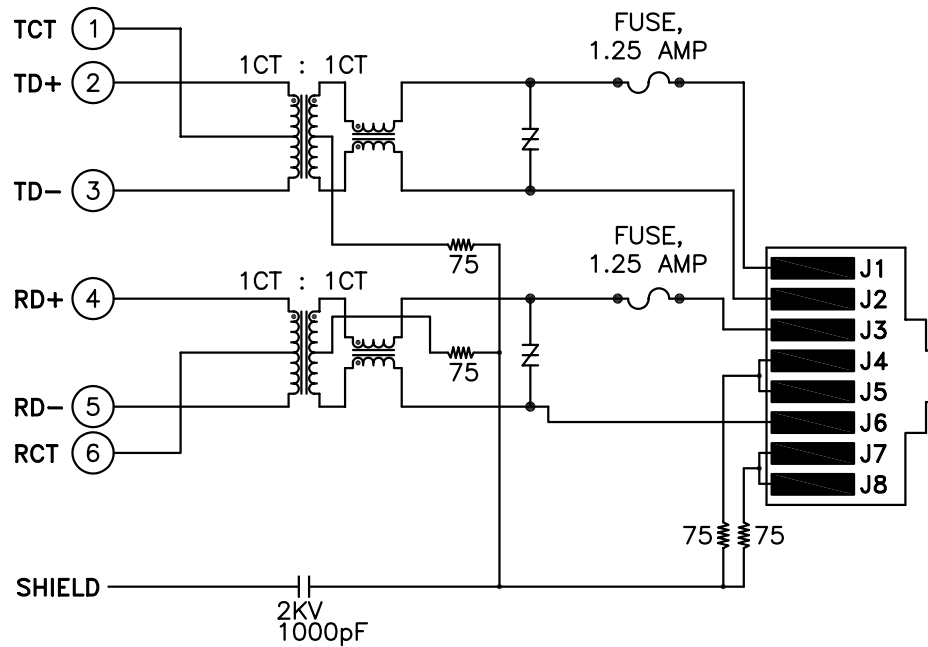 TCT 1
FUSE,
1.25 AMP
1CT : 1CT
TD+ 2
TD- 3
75
FUSE,
1.25 AMP
1CT : 1CT
RD+ 4
75
RD- 5
RCT 6
J1
J2
J3
J4
J5
J6
J7
J8
75 75
SHIELD
2KV
1000pF